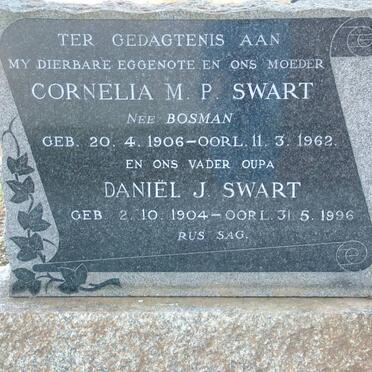 TER GEDAGTENIS AAN
MY DIERBARE EGGENOTE EN ONS MOEDER
CORNELIA M. P. SWART
NEE BOSMAN
GEB. 20. 4. 1906–OORL. 11. 3. 1962.
EN ONS VADER OUPA
DANIËL J. SWART
GEB. 2. 10. 1904–OORL. 31. 5. 1996
RUS SAG.